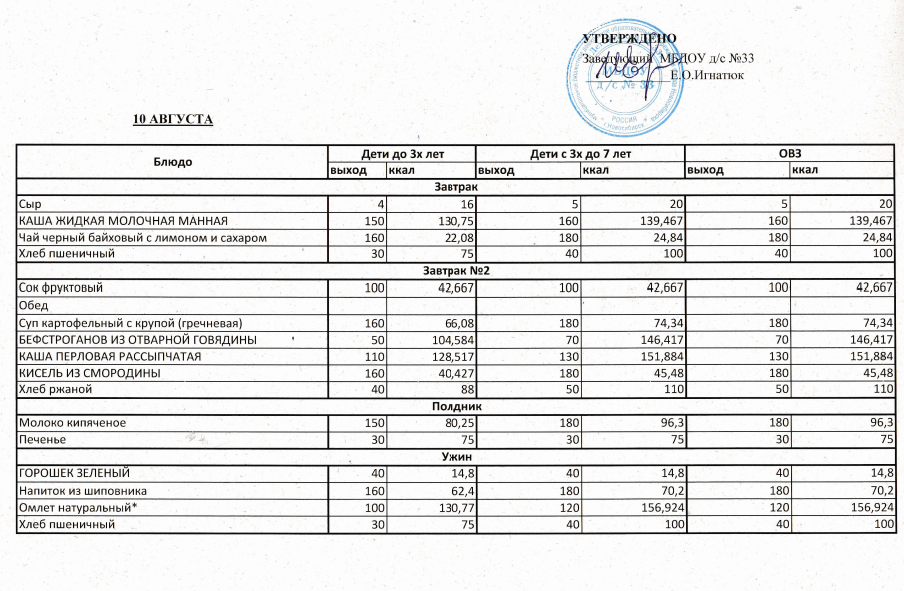 УТВЕРЖДЕНО
Заведующий МБДОУ д/с №33
Е.О.Игнатюк
д/с № 33
РОССИЯ
10 АВГУСТА
Блюдо Дети до 3х лет Дети с 3х до 7 лет ОВЗ
выход ккал выход ккал выход ккал
Завтрак
Сыр 4 16 5 20 5 20
КАША ЖИДКАЯ МОЛОЧНАЯ МАННАЯ 150 130,75 160 139,467 160 139,467
Чай черный байховый с лимоном и сахаром 160 22,08 180 24,84 180 24,84
Хлеб пшеничный 30 75 40 100 40 100
Завтрак №2
Сок фруктовый 100 42,667 100 42,667 100 42,667
Обед
Суп картофельный с крупой (гречневая) 160 66,08 180 74,34 180 74,34
БЕФСТРОГАНОВ ИЗ ОТВАРНОЙ ГОВЯДИНЫ 50 104,584 70 146,417 70 146,417
КАША ПЕРЛОВАЯ РАССЫПЧАТАЯ 110 128,517 130 151,884 130 151,884
КИСЕЛЬ ИЗ СМОРОДИНЫ 160 40,427 180 45,48 180 45,48
Хлеб ржаной 40 88 50 110 50 110
Полдник
Молоко кипяченое 150 80,25 180 96,3 180 96,3
Печенье 30 75 30 75 30 75
Ужин
ГОРОШЕК ЗЕЛЕНЫЙ 40 14,8 40 14,8 40 14,8
Напиток из шиповника 160 62,4 180 70,2 180 70,2
Омлет натуральный* 100 130,77 120 156,924 120 156,924
Хлеб пшеничный 30 75 40 100 40 100